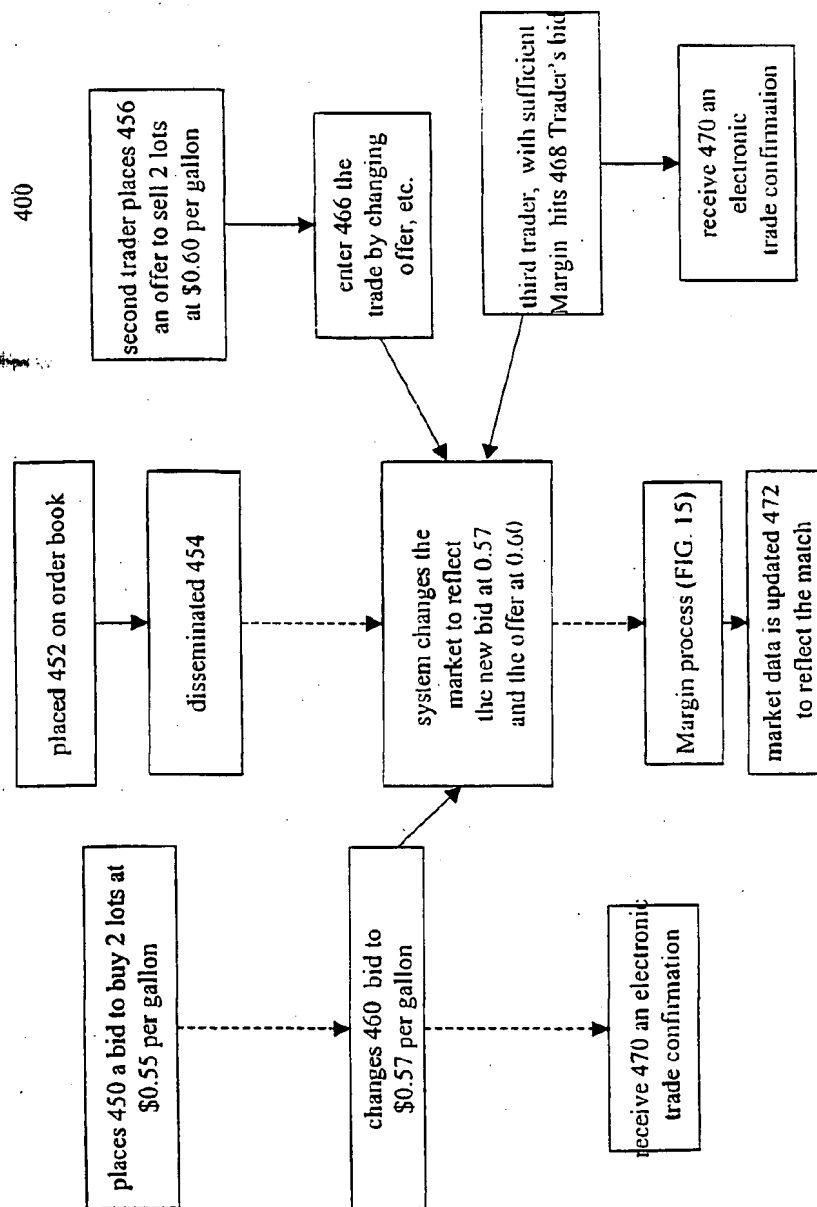 400
places 450 a bid to buy 2 lots at
$0.55 per gallon
changes 460 bid to
$0.57 per gallon
receive 470 an electronic
trade confirmation
placed 452 on order book
disseminated 454
system changes the
market to reflect
the new bid at 0.57
and the offer at 0.60
Margin process (FIG. 15)
market data is updated 472
to reflect the match
second trader places 456
an offer to sell 2 lots
at $0.60 per gallon
enter 466 the
trade by changing
offer, etc.
third trader, with sufficient
Margin hits 468 Trader's bid
receive 470 an
electronic
trade confirmation